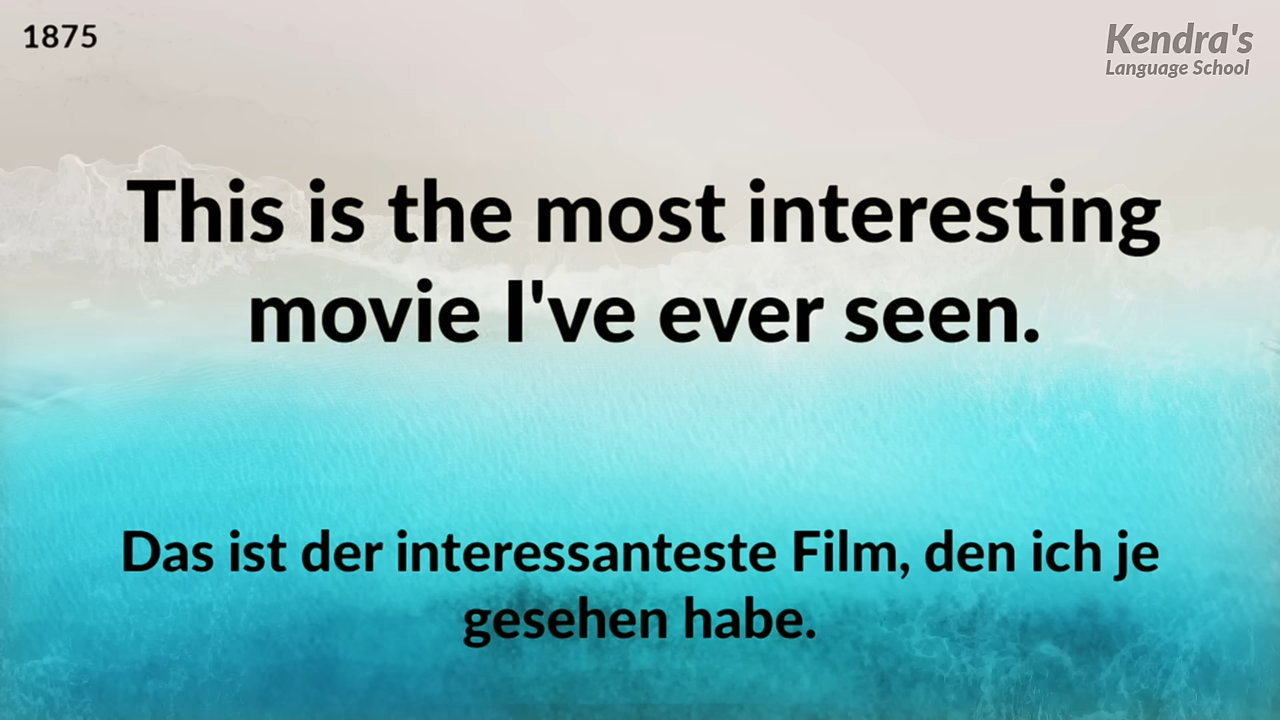 1875
Kendra's
Language School
This is the most interesting
movie I've ever seen.
Das ist der interessanteste Film, den ich je
gesehen habe.